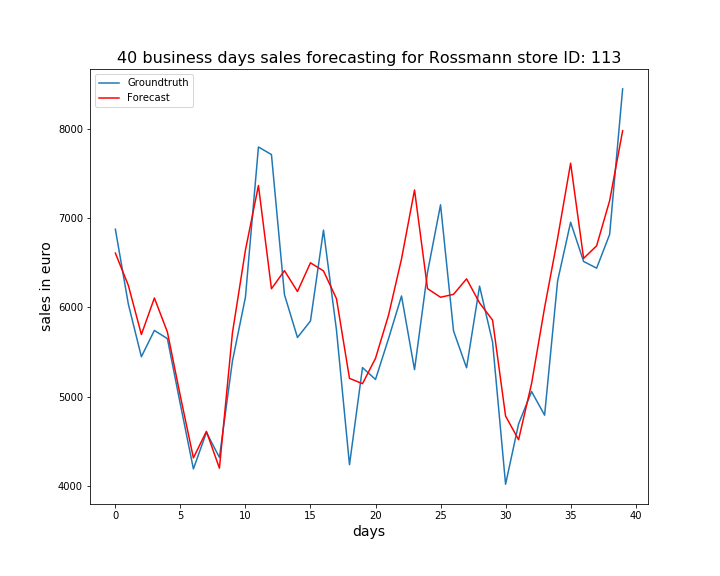 40 business days sales forecasting for Rossmann store ID: 113
Groundtruth
Forecast
8000
7000
6000
5000
4000
sales in euro
0 5 10 15 20 25 30 35 40
days